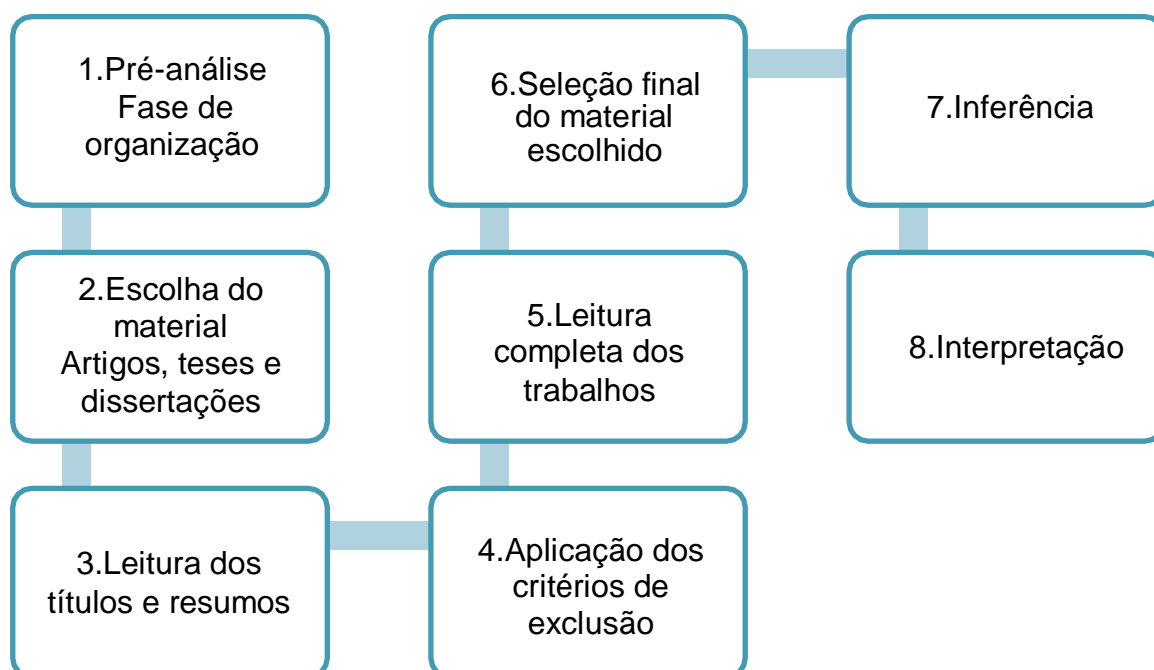 1.Pré-análise
Fase de
organização
2.Escolha do
material
Artigos, teses e
dissertações
3.Leitura dos
títulos e resumos
4.Aplicação dos
critérios de
exclusão
5.Leitura
completa dos
trabalhos
6.Seleção final
do material
escolhido
7.Inferência
8.Interpretação